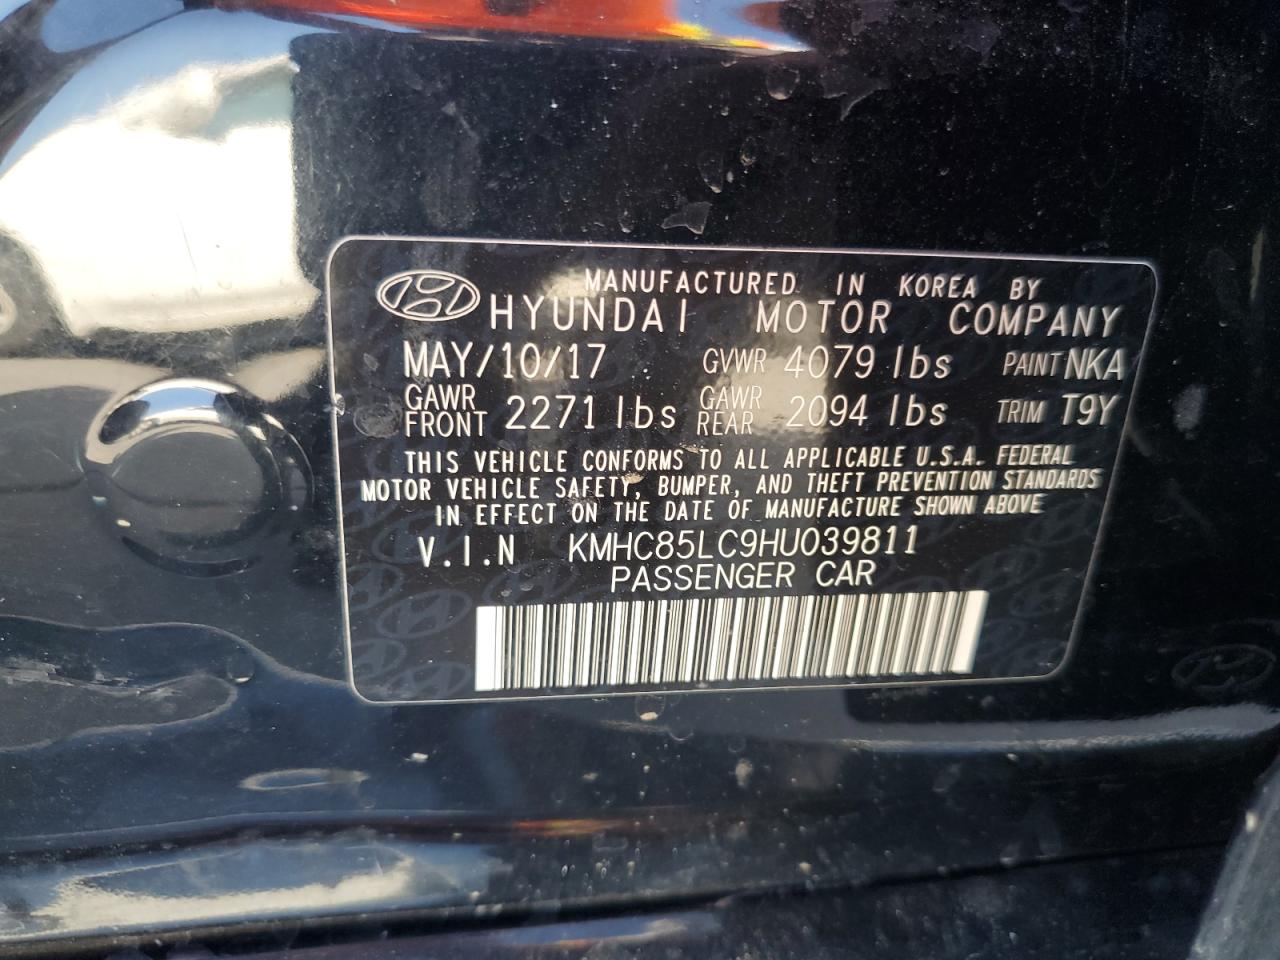 MANUFACTURED IN KOREA BY
HYUNDAI MOTOR COMPANY
MAY/10/17 GVWR 4079 lbs PAINT NKA
GAWR FRONT 2271 lbs GAWR REAR 2094 lbs TRIM T9Y
THIS VEHICLE CONFORMS TO ALL APPLICABLE U.S.A. FEDERAL
MOTOR VEHICLE SAFETY, BUMPER, AND THEFT PREVENTION STANDARDS
IN EFFECT ON THE DATE OF MANUFACTURE SHOWN ABOVE
V.I.N KMHC85LC9HU039811
PASSENGER CAR